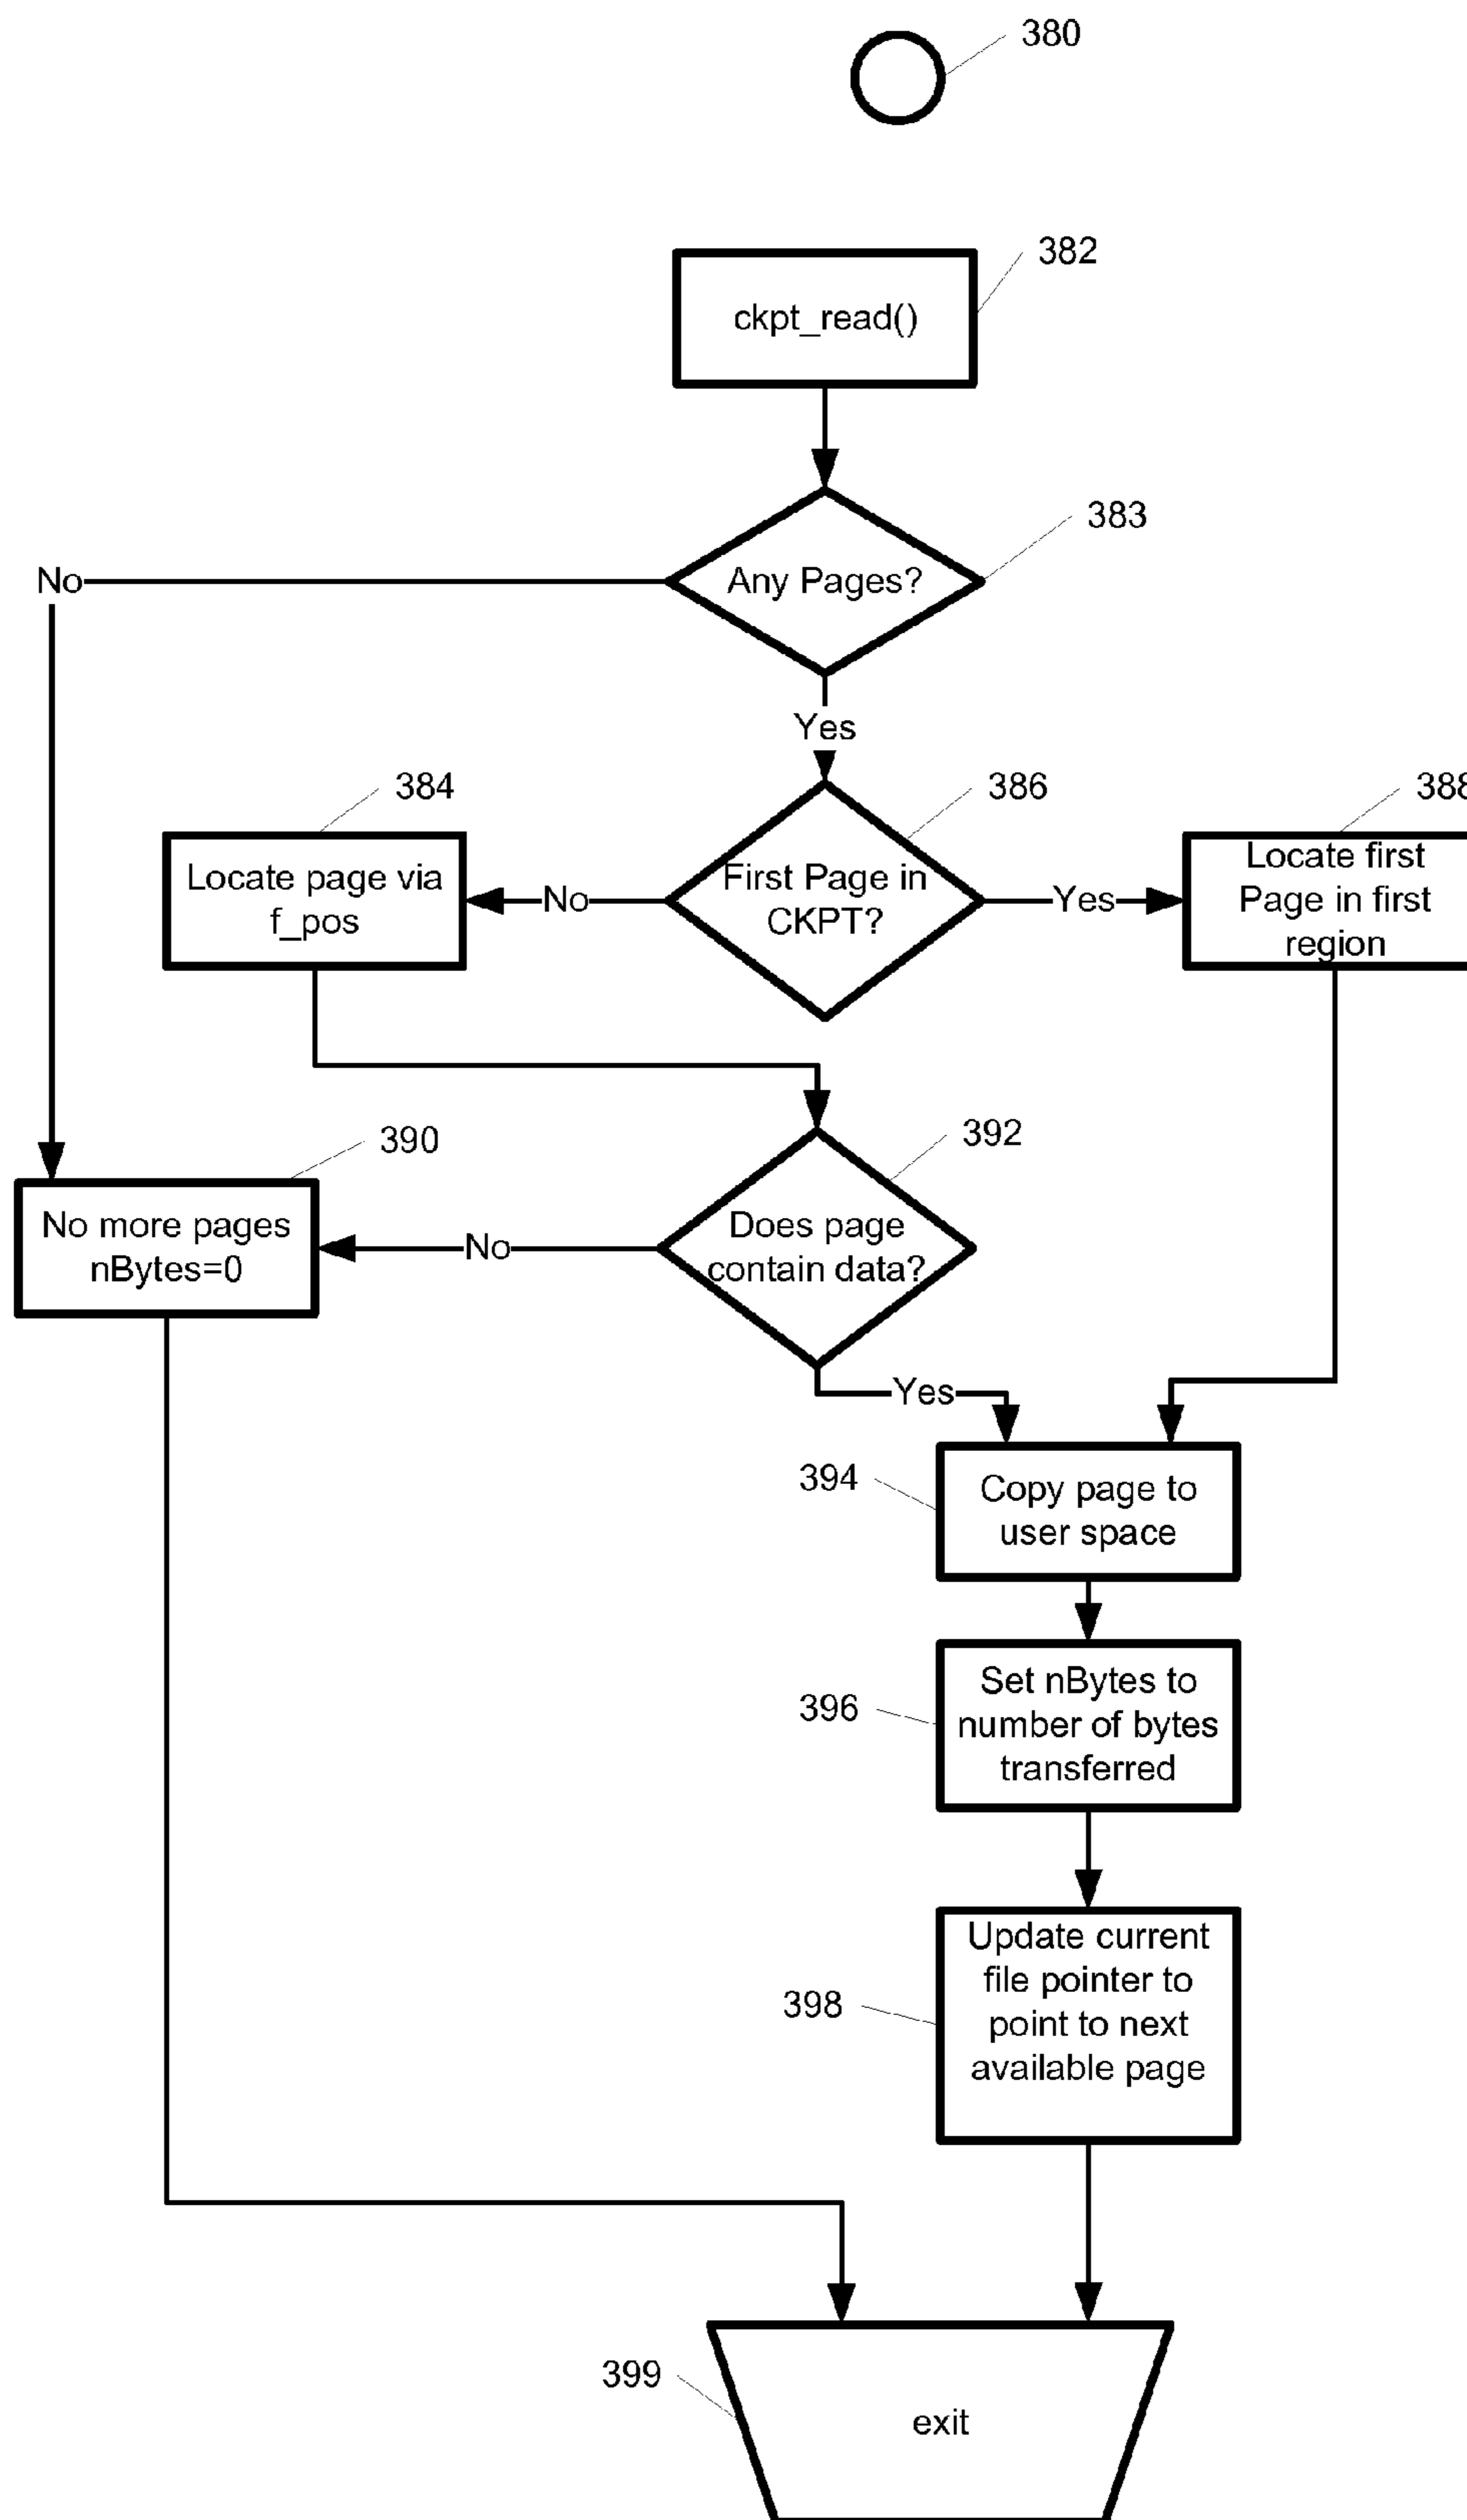 380
382
ckpt_read()
383
No
Any Pages?
Yes
384
386
388
Locate page via
f_pos
No
First Page in
CKPT?
Yes
Locate first
Page in first
region
390
392
No more pages
nBytes=0
No
Does page
contain data?
Yes
394
Copy page to
user space
396
Set nBytes to
number of bytes
transferred
398
Update current
file pointer to
point to next
available page
399
exit